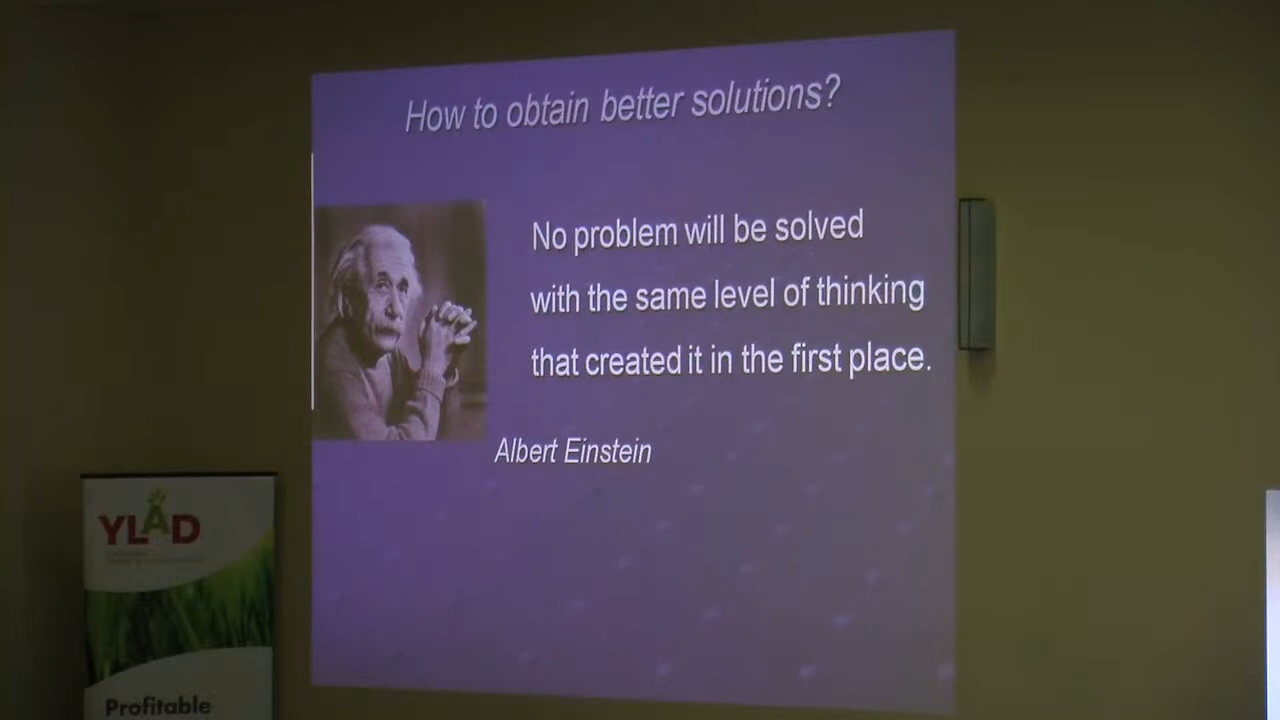 How to obtain better solutions?
No problem will be solved
with the same level of thinking
that created it in the first place.
Albert Einstein
YLAD
Profitable